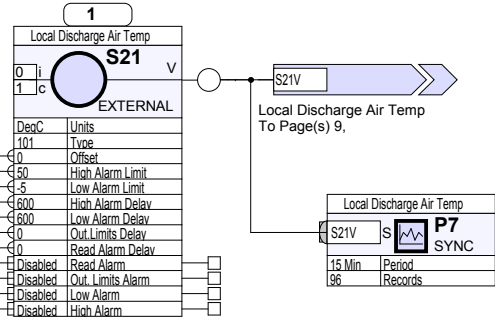 1
Local Discharge Air Temp
S21
V
0 i
1 c
EXTERNAL
DegC Units
101 Type
0 Offset
50 High Alarm Limit
-5 Low Alarm Limit
600 High Alarm Delay
600 Low Alarm Delay
0 Out.Limits Delay
0 Read Alarm Delay
Disabled Read Alarm
Disabled Out. Limits Alarm
Disabled Low Alarm
Disabled High Alarm
S21V
Local Discharge Air Temp
To Page(s) 9,
Local Discharge Air Temp
S21V S P7
SYNC
15 Min Period
96 Records